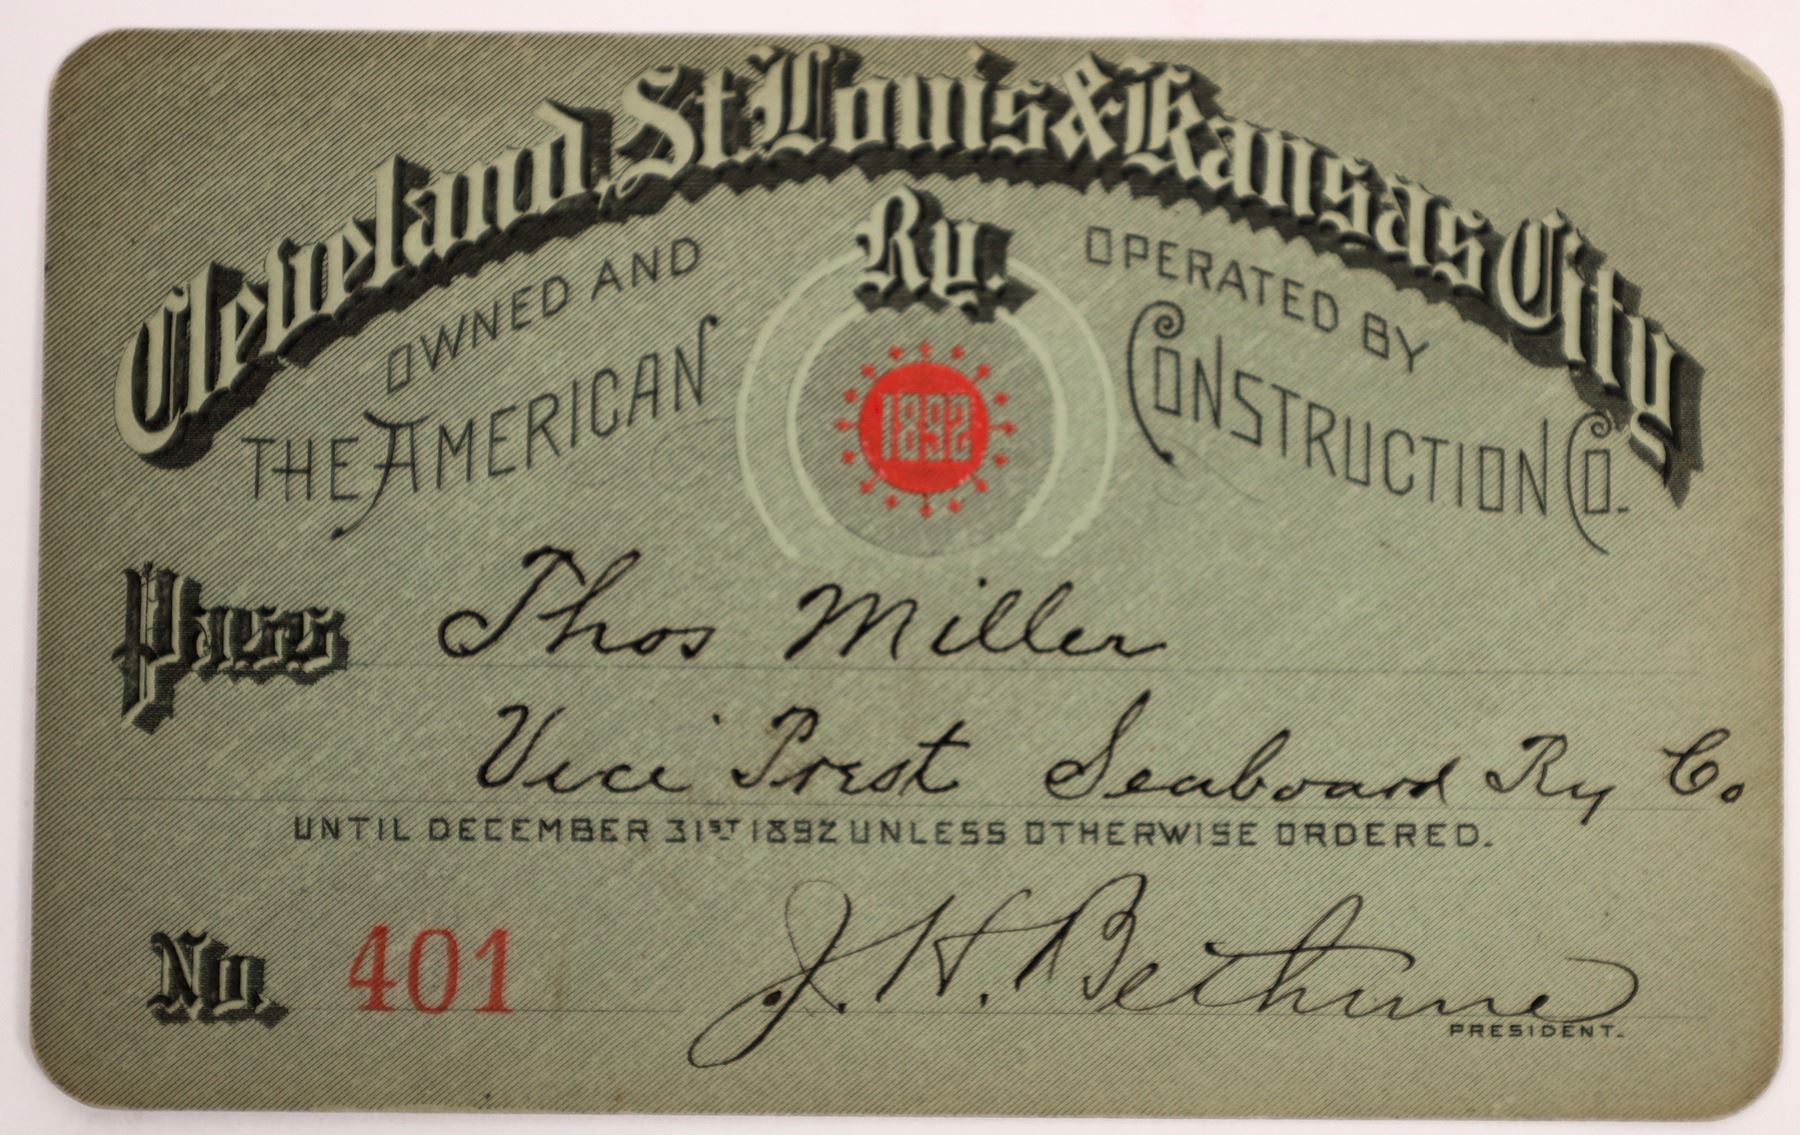 Cleveland, St. Louis & Kansas City
Ry.
OWNED AND OPERATED BY
THE AMERICAN CONSTRUCTION CO.
1892
Pass Thos Miller
Vice Prest Seaboard Ry Co.
UNTIL DECEMBER 31ST 1892 UNLESS OTHERWISE ORDERED.
No. 401 J. H. Bethune
PRESIDENT.